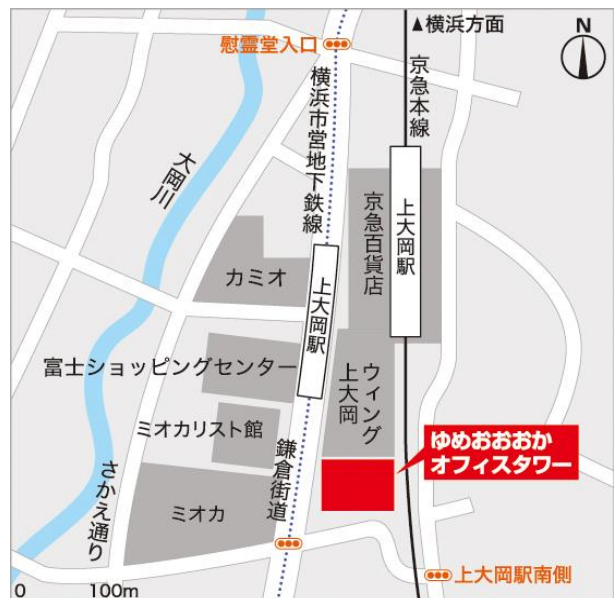 ▲横浜方面
N
慰霊堂入口
京急本線
横浜市営地下鉄線
大岡川
京急百貨店
上大岡駅
カミオ
上大岡駅
富士ショッピングセンター
ウィング
上大岡
ミオカリスト館
ゆめおおおか
オフィスタワー
鎌倉街道
さかえ通り
ミオカ
上大岡駅南側
0 100m